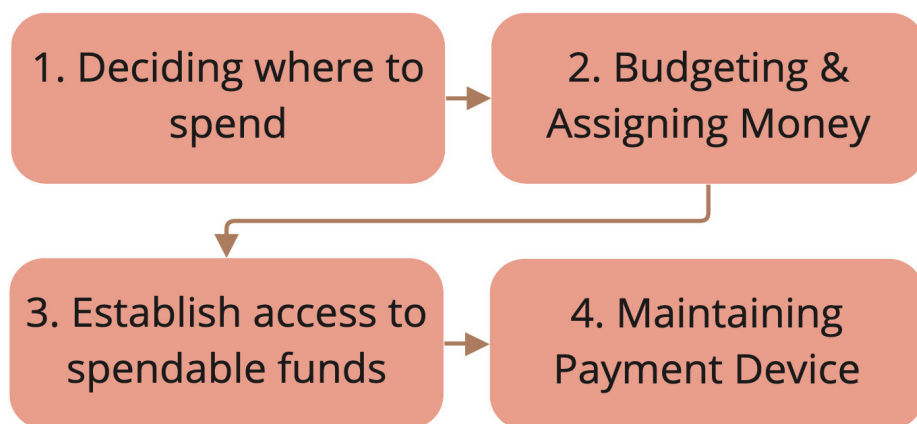 1. Deciding where to
spend
2. Budgeting &
Assigning Money
3. Establish access to
spendable funds
4. Maintaining
Payment Device